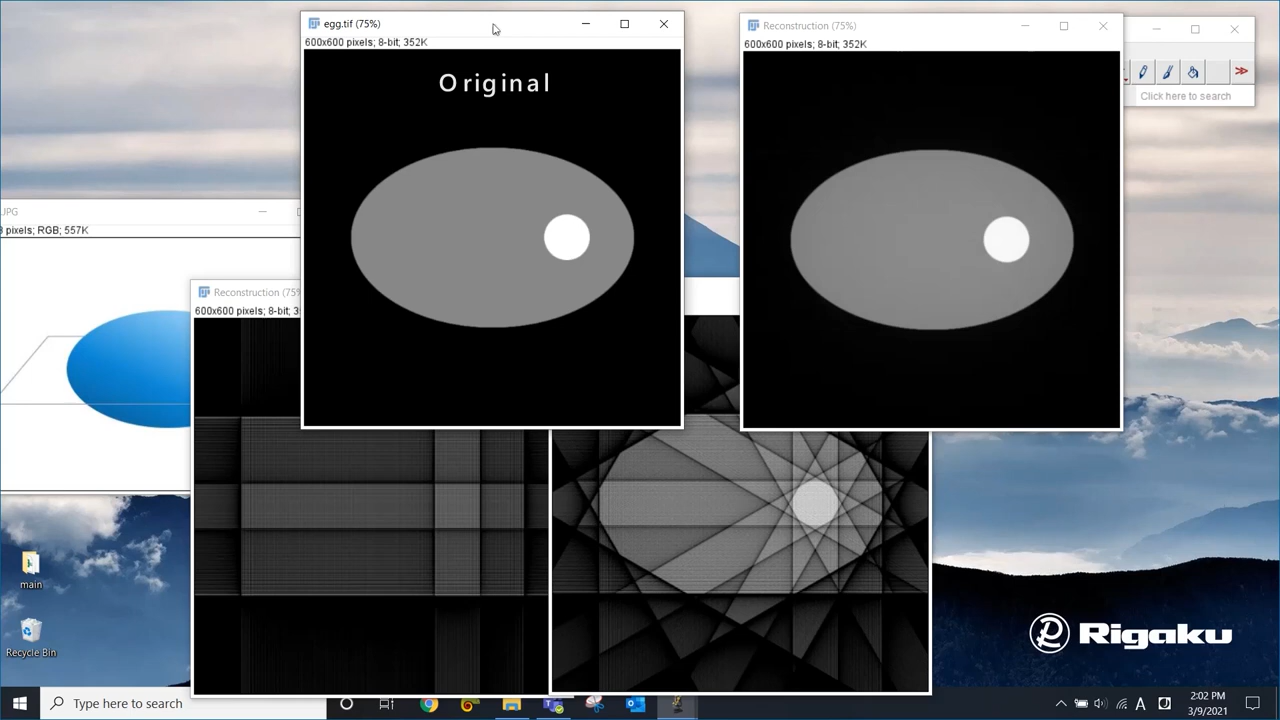 egg.tif (75%)
600x600 pixels; 8-bit; 352K
Original
Reconstruction (75%)
600x600 pixels; 8-bit; 352K
Click here to search
JPG
pixels; RGB; 557K
Reconstruction (75%
600x600 pixels; 8-bit; 3
main
Recycle Bin
Rigaku
Type here to search
A
2:02 PM
3/9/2021